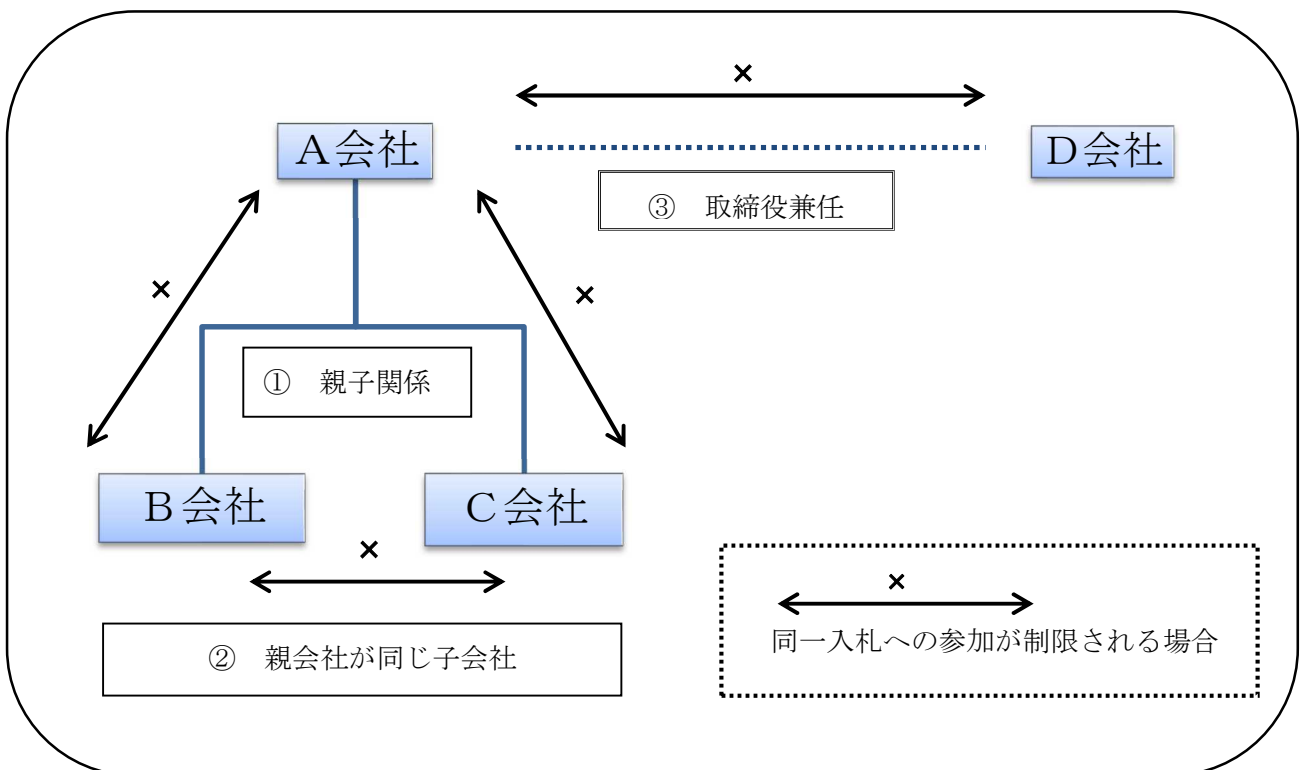 ×
A会社
D会社
③ 取締役兼任
×
×
① 親子関係
B会社
C会社
×
② 親会社が同じ子会社
×
同一入札への参加が制限される場合